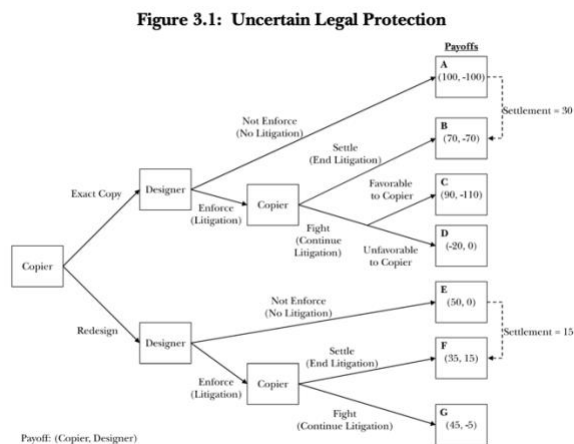 Figure 3.1: Uncertain Legal Protection
Payoffs
A
(100, -100)
Settlement = 30
Not Enforce
(No Litigation)
B
(70, -70)
Settle
(End Litigation)
Exact Copy
Designer
Enforce
(Litigation)
Copier
Favorable
to Copier
C
(90, -110)
Fight
(Continue
Litigation)
Unfavorable
to Copier
D
(-20, 0)
Copier
Redesign
Not Enforce
(No Litigation)
E
(50, 0)
Settlement = 15
Designer
Settle
(End Litigation)
F
(35, 15)
Enforce
(Litigation)
Copier
Fight
(Continue Litigation)
G
(45, -5)
Payoff: (Copier, Designer)